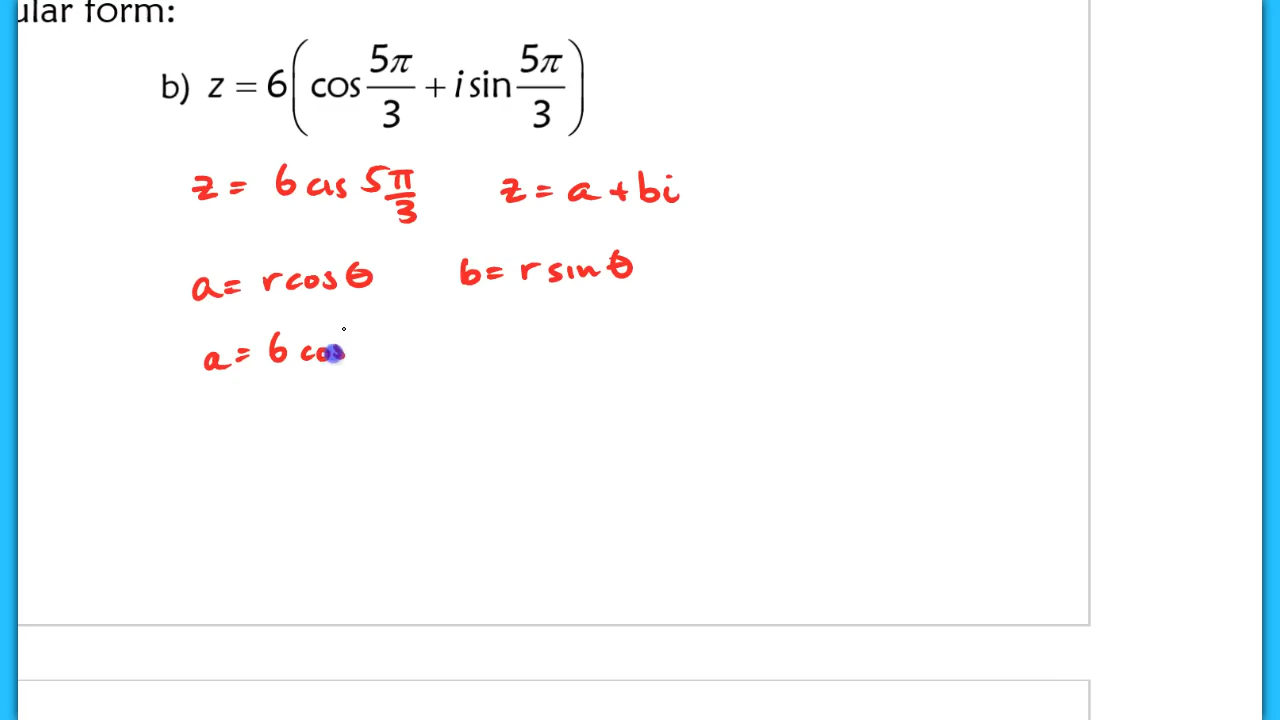 ular form:
b) z = 6(cos 5π/3 + i sin 5π/3)
z = 6 cis 5π/3 z = a + bi
a = r cos θ b = r sin θ
a = 6 cos